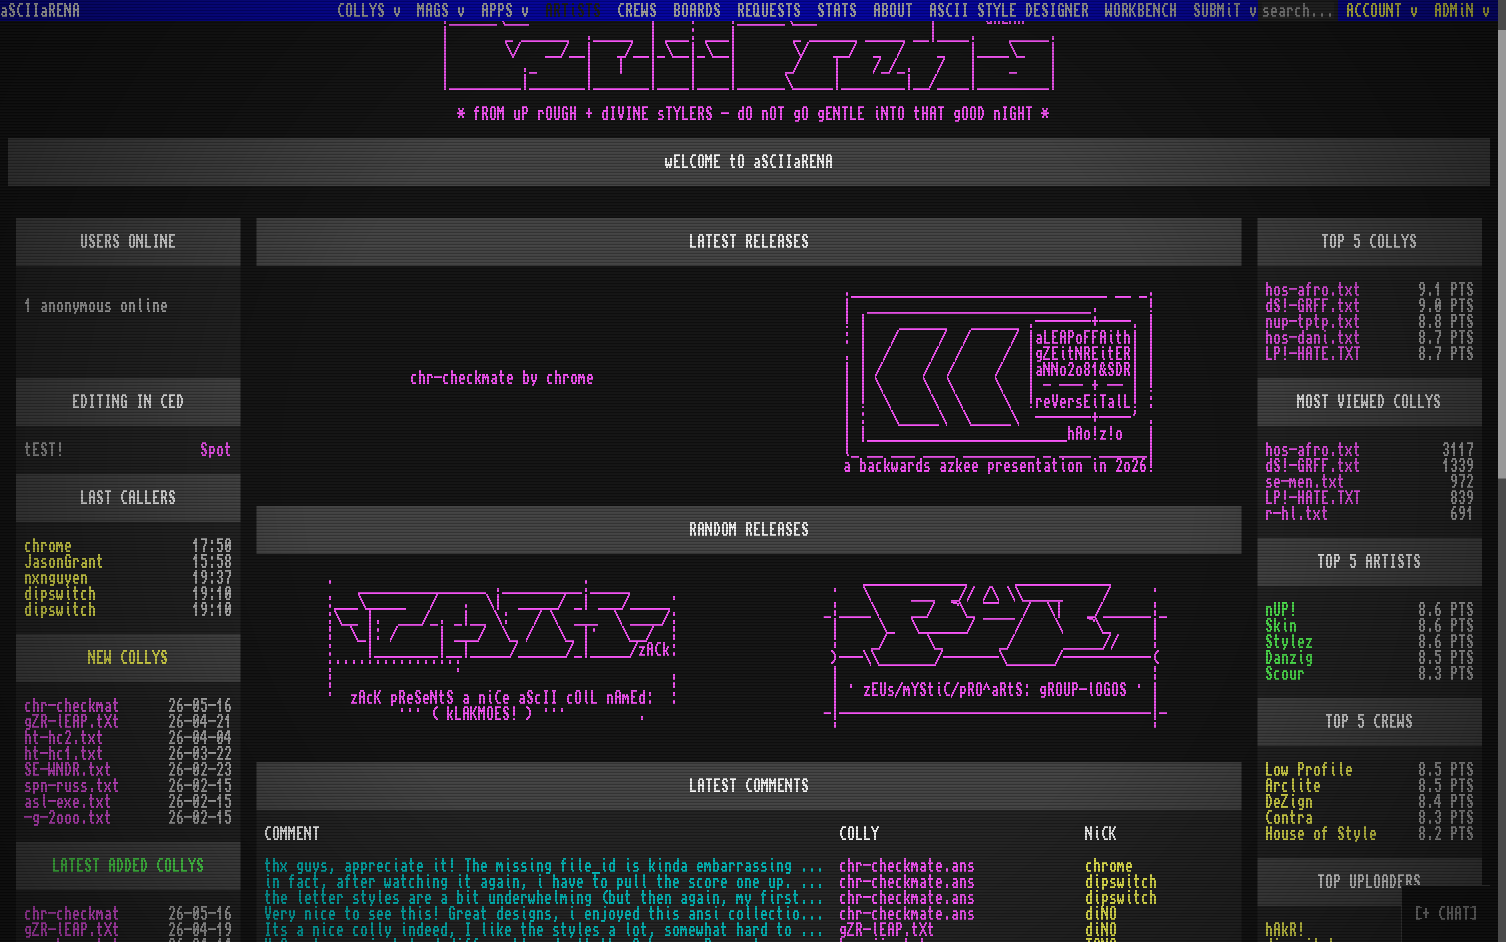 aSCIIaRENA
COLLYS v MAGS v APPS v ARTISTS CREWS BOARDS REQUESTS STATS ABOUT ASCII STYLE DESIGNER WORKBENCH SUBMiT v search... ACCOUNT v ADMiN v
* fROM uP rOUGH + dIVINE sTYLERS - dO nOT gO gENTLE iNTO tHAT gOOD nIGHT *
wELCOME tO aSCIIaRENA
USERS ONLINE
1 anonymous online
EDITING IN CED
tEST! Spot
LAST CALLERS
chrome 17:50
JasonGrant 15:58
nxnguyen 19:37
dipswitch 19:10
dipswitch 19:10
NEW COLLYS
chr-checkmat 26-05-16
gZR-lEAP.tXt 26-04-21
ht-hc2.txt 26-04-04
ht-hc1.txt 26-03-22
SE-WNDR.txt 26-02-23
spn-russ.txt 26-02-15
asl-exe.txt 26-02-15
-g-2ooo.txt 26-02-15
LATEST ADDED COLLYS
chr-checkmat 26-05-16
gZR-lEAP.tXt 26-04-19
LATEST RELEASES
chr-checkmate by chrome
aLEAPoFFAith
gZEitNREitER
aNNo2o81&SDR
reVersEiTalL
hAo!z!o
a backwards azkee presentation in 2o26!
RANDOM RELEASES
zACk
zAcK pReSeNtS a niCe aScII cOlL nAmEd:
( kLAKMOES! )
zEUs/mYStiC/pRO^aRtS: gROUP-lOGOS
LATEST COMMENTS
COMMENT COLLY NiCK
thx guys, appreciate it! The missing file_id is kinda embarrassing ... chr-checkmate.ans chrome
in fact, after watching it again, i have to pull the score one up. ... chr-checkmate.ans dipswitch
the letter styles are a bit underwhelming (but then again, my first... chr-checkmate.ans dipswitch
Very nice to see this! Great designs, i enjoyed this ansi collectio... chr-checkmate.ans diNO
Its a nice colly indeed, I like the styles a lot, somewhat hard to ... gZR-lEAP.tXt diNO
TOP 5 COLLYS
hos-afro.txt 9.1 PTS
dS!-GRFF.txt 9.0 PTS
nup-tptp.txt 8.8 PTS
hos-dani.txt 8.7 PTS
LP!-HATE.TXT 8.7 PTS
MOST VIEWED COLLYS
hos-afro.txt 3117
dS!-GRFF.txt 1339
se-men.txt 972
LP!-HATE.TXT 839
r-hl.txt 691
TOP 5 ARTISTS
nUP! 8.6 PTS
Skin 8.6 PTS
Stylez 8.6 PTS
Danzig 8.5 PTS
Scour 8.3 PTS
TOP 5 CREWS
Low Profile 8.5 PTS
Arclite 8.5 PTS
DeZign 8.4 PTS
Contra 8.3 PTS
House of Style 8.2 PTS
TOP UPLOADERS
hAkR!
[+ CHAT]